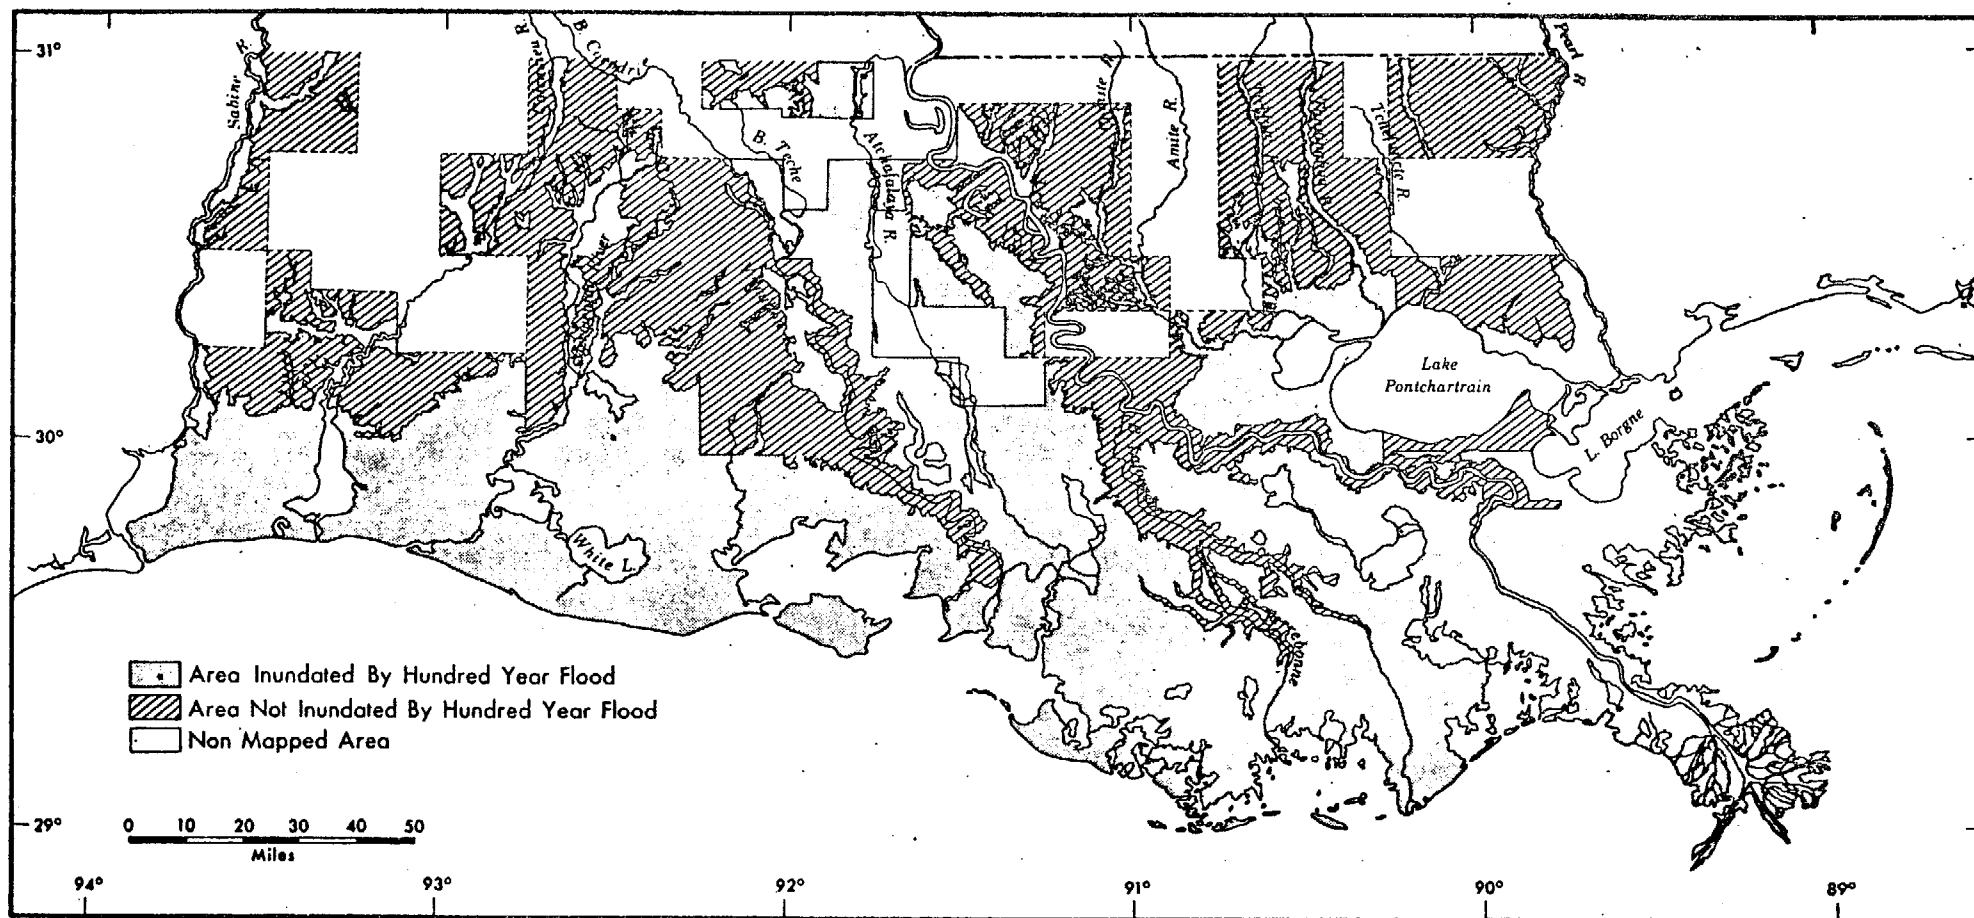 31°
30°
29°
94°
93°
92°
91°
90°
89°
Sabine R.
B. Teche
Atchafalaya R.
Amite R.
Pearl R
Lake
Pontchartrain
L. Borgne
White L.
Area Inundated By Hundred Year Flood
Area Not Inundated By Hundred Year Flood
Non Mapped Area
0 10 20 30 40 50
Miles